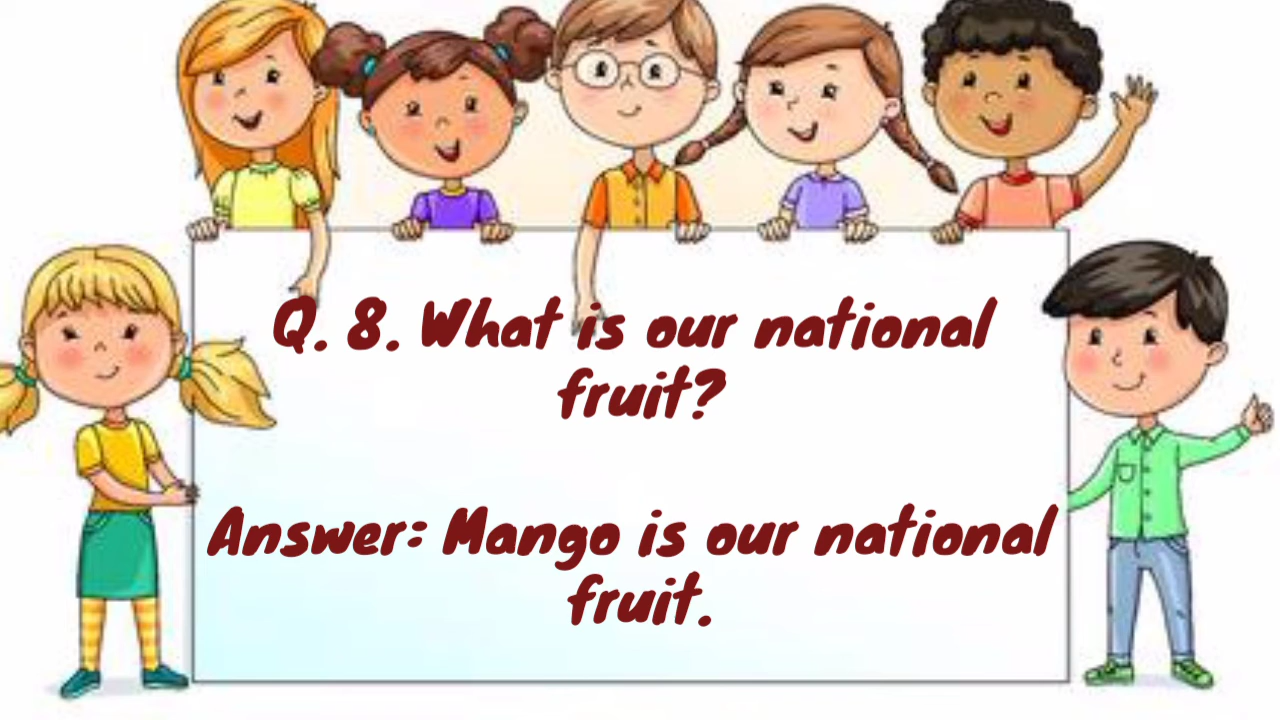 Q. 8. What is our national
fruit?
Answer: Mango is our national
fruit.